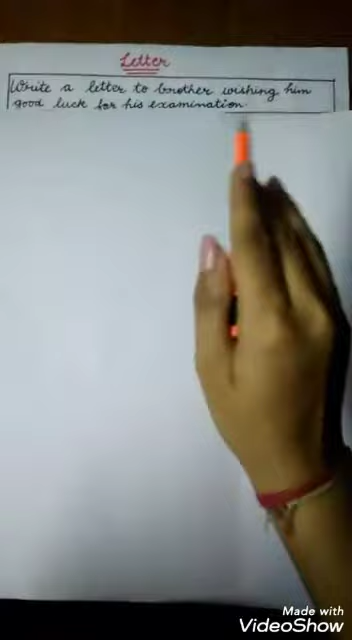 Letter
Write a letter to brother wishing him
good luck for his examination.
Made with
VideoShow